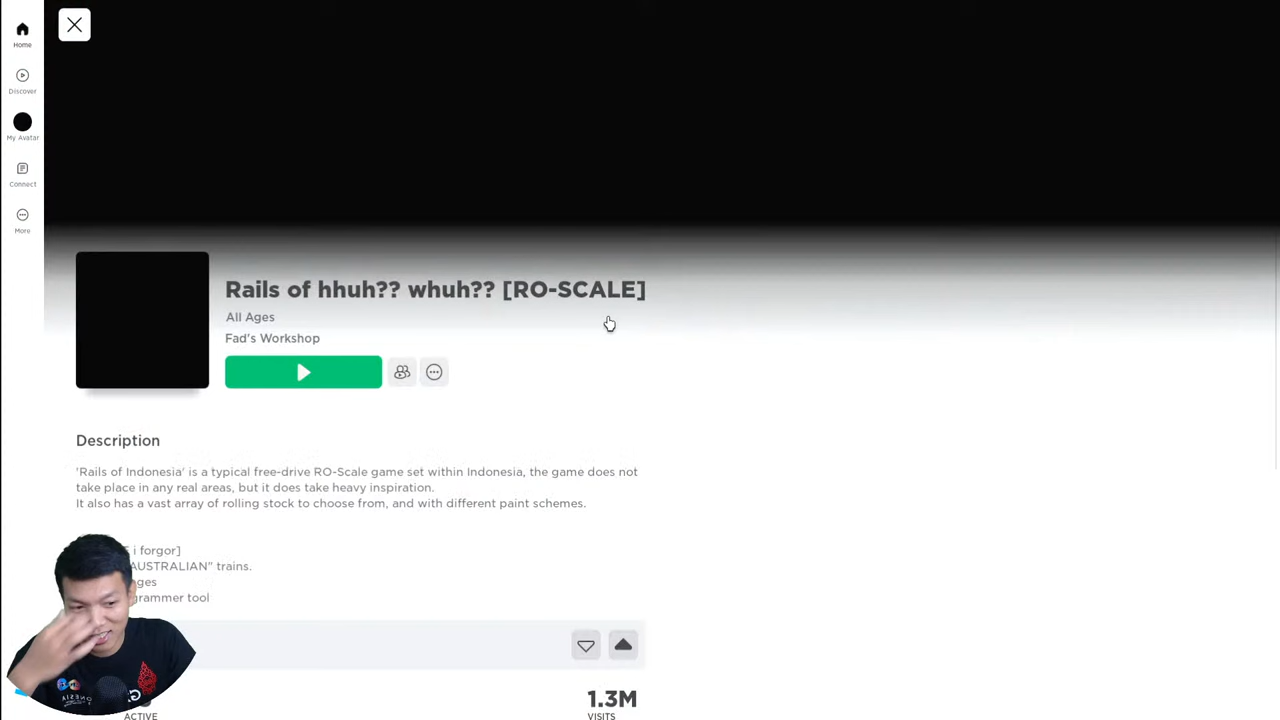 Home
Discover
My Avatar
Connect
More
Rails of hhuh?? whuh?? [RO-SCALE]
All Ages
Fad's Workshop
Description
'Rails of Indonesia' is a typical free-drive RO-Scale game set within Indonesia, the game does not
take place in any real areas, but it does take heavy inspiration.
It also has a vast array of rolling stock to choose from, and with different paint schemes.
i forgor]
AUSTRALIAN" trains.
1.3M
ACTIVE
VISITS
tool